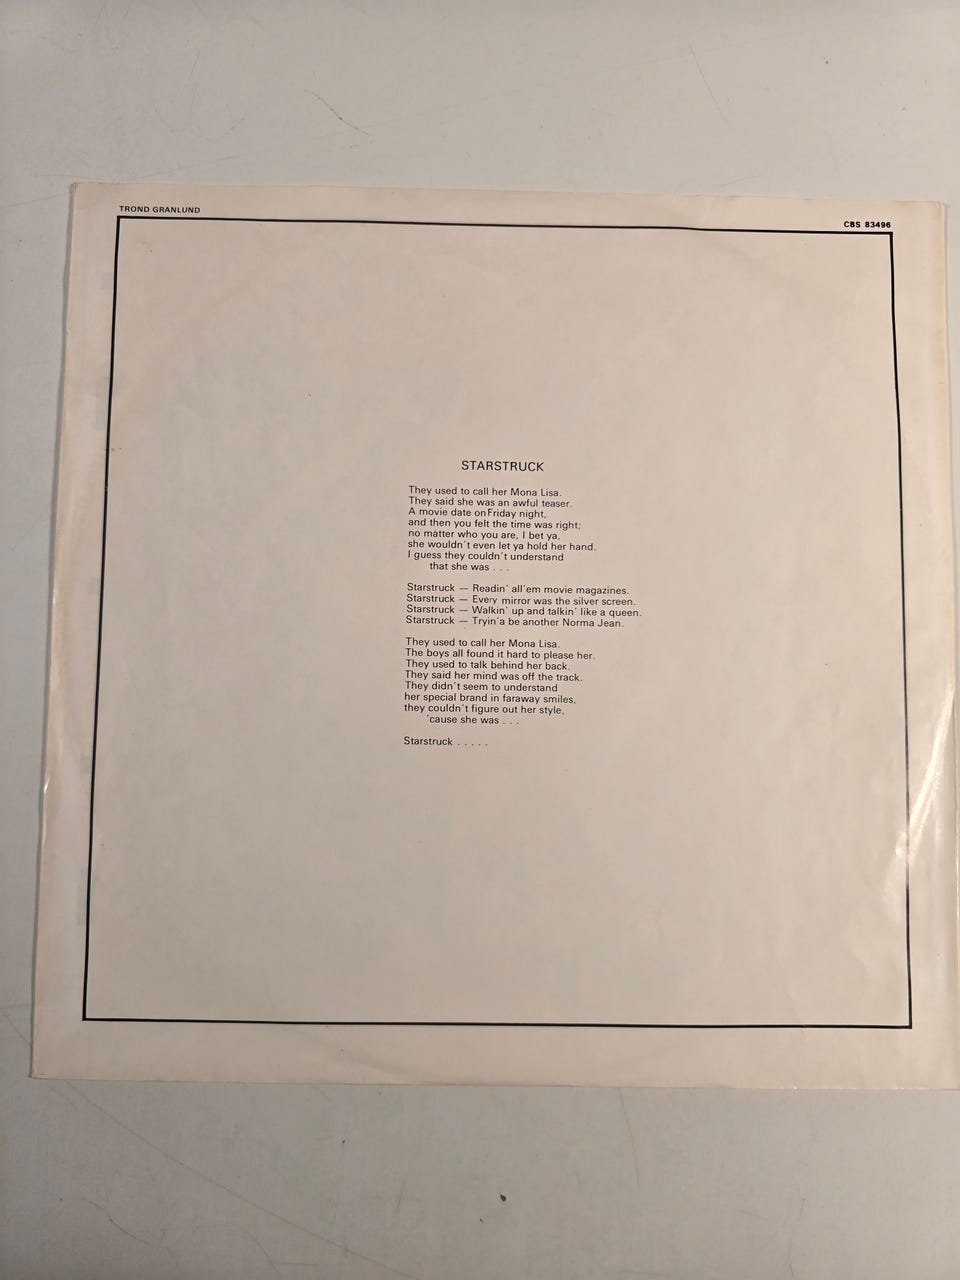 TROND GRANLUND
CBS 83496
STARSTRUCK
They used to call her Mona Lisa.
They said she was an awful teaser.
A movie date on Friday night,
and then you felt the time was right;
no matter who you are, I bet ya,
she wouldn't even let ya hold her hand.
I guess they couldn't understand
that she was . . .
Starstruck — Readin' all'em movie magazines.
Starstruck — Every mirror was the silver screen.
Starstruck — Walkin' up and talkin' like a queen.
Starstruck — Tryin'a be another Norma Jean.
They used to call her Mona Lisa.
The boys all found it hard to please her.
They used to talk behind her back.
They said her mind was off the track.
They didn't seem to understand
her special brand in faraway smiles,
they couldn't figure out her style,
'cause she was . . .
Starstruck . . . . .